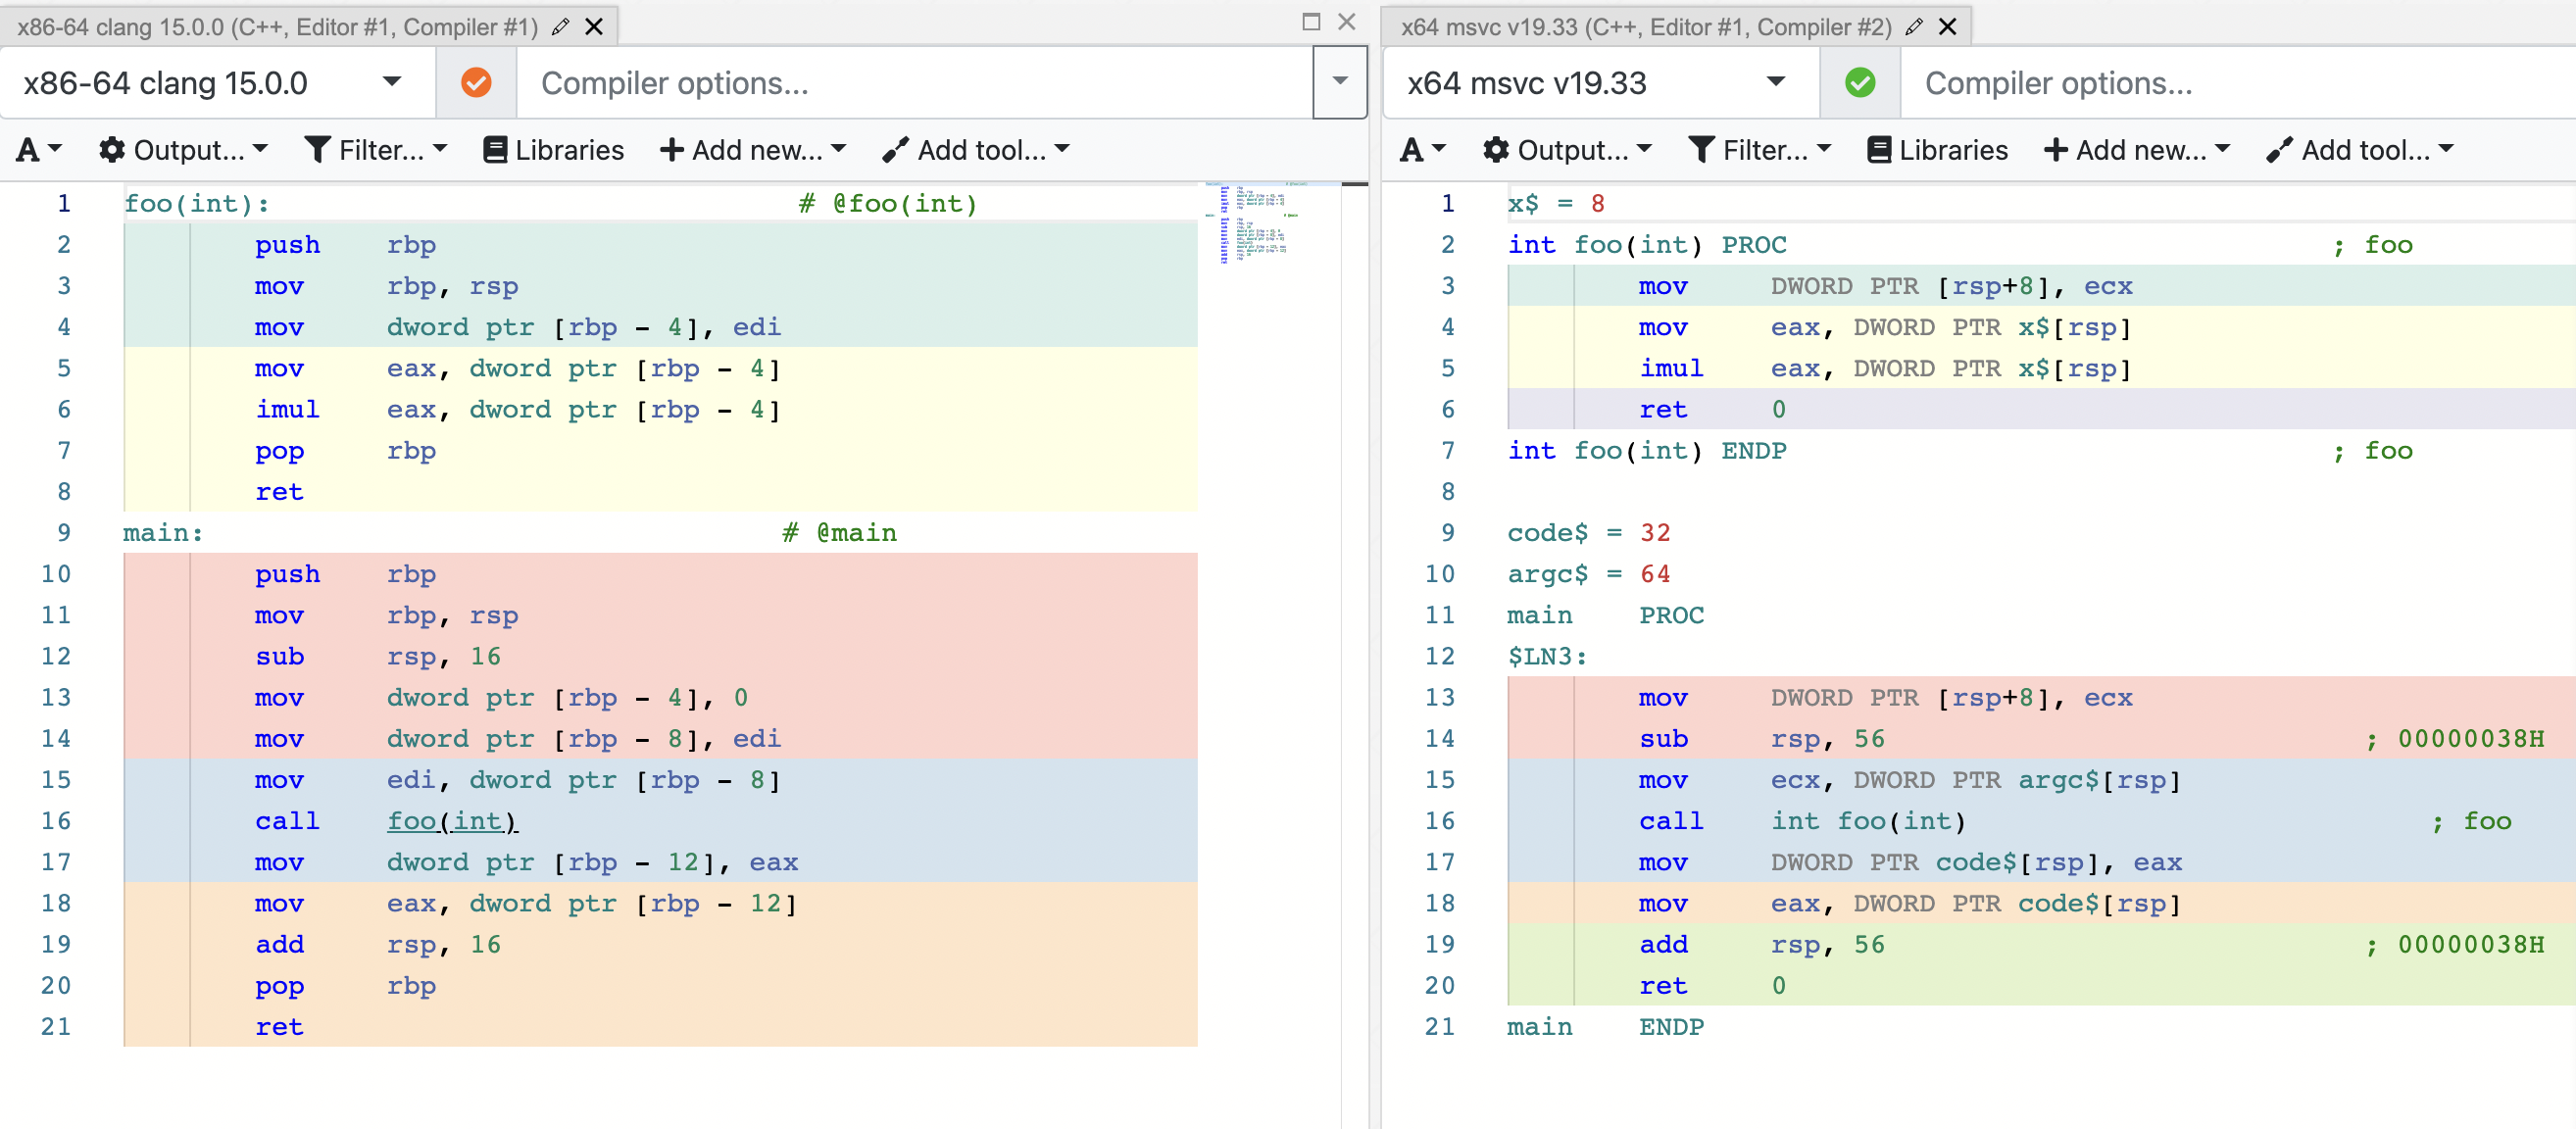 x86-64 clang 15.0.0 (C++, Editor #1, Compiler #1)
x86-64 clang 15.0.0
Compiler options...
A
Output...
Filter...
Libraries
Add new...
Add tool...
1 foo(int): # @foo(int)
2 push rbp
3 mov rbp, rsp
4 mov dword ptr [rbp - 4], edi
5 mov eax, dword ptr [rbp - 4]
6 imul eax, dword ptr [rbp - 4]
7 pop rbp
8 ret
9 main: # @main
10 push rbp
11 mov rbp, rsp
12 sub rsp, 16
13 mov dword ptr [rbp - 4], 0
14 mov dword ptr [rbp - 8], edi
15 mov edi, dword ptr [rbp - 8]
16 call foo(int)
17 mov dword ptr [rbp - 12], eax
18 mov eax, dword ptr [rbp - 12]
19 add rsp, 16
20 pop rbp
21 ret
x64 msvc v19.33 (C++, Editor #1, Compiler #2)
x64 msvc v19.33
Compiler options...
A
Output...
Filter...
Libraries
Add new...
Add tool...
1 x$ = 8
2 int foo(int) PROC ; foo
3 mov DWORD PTR [rsp+8], ecx
4 mov eax, DWORD PTR x$[rsp]
5 imul eax, DWORD PTR x$[rsp]
6 ret 0
7 int foo(int) ENDP ; foo
8
9 code$ = 32
10 argc$ = 64
11 main PROC
12 $LN3:
13 mov DWORD PTR [rsp+8], ecx
14 sub rsp, 56 ; 00000038H
15 mov ecx, DWORD PTR argc$[rsp]
16 call int foo(int) ; foo
17 mov DWORD PTR code$[rsp], eax
18 mov eax, DWORD PTR code$[rsp]
19 add rsp, 56 ; 00000038H
20 ret 0
21 main ENDP